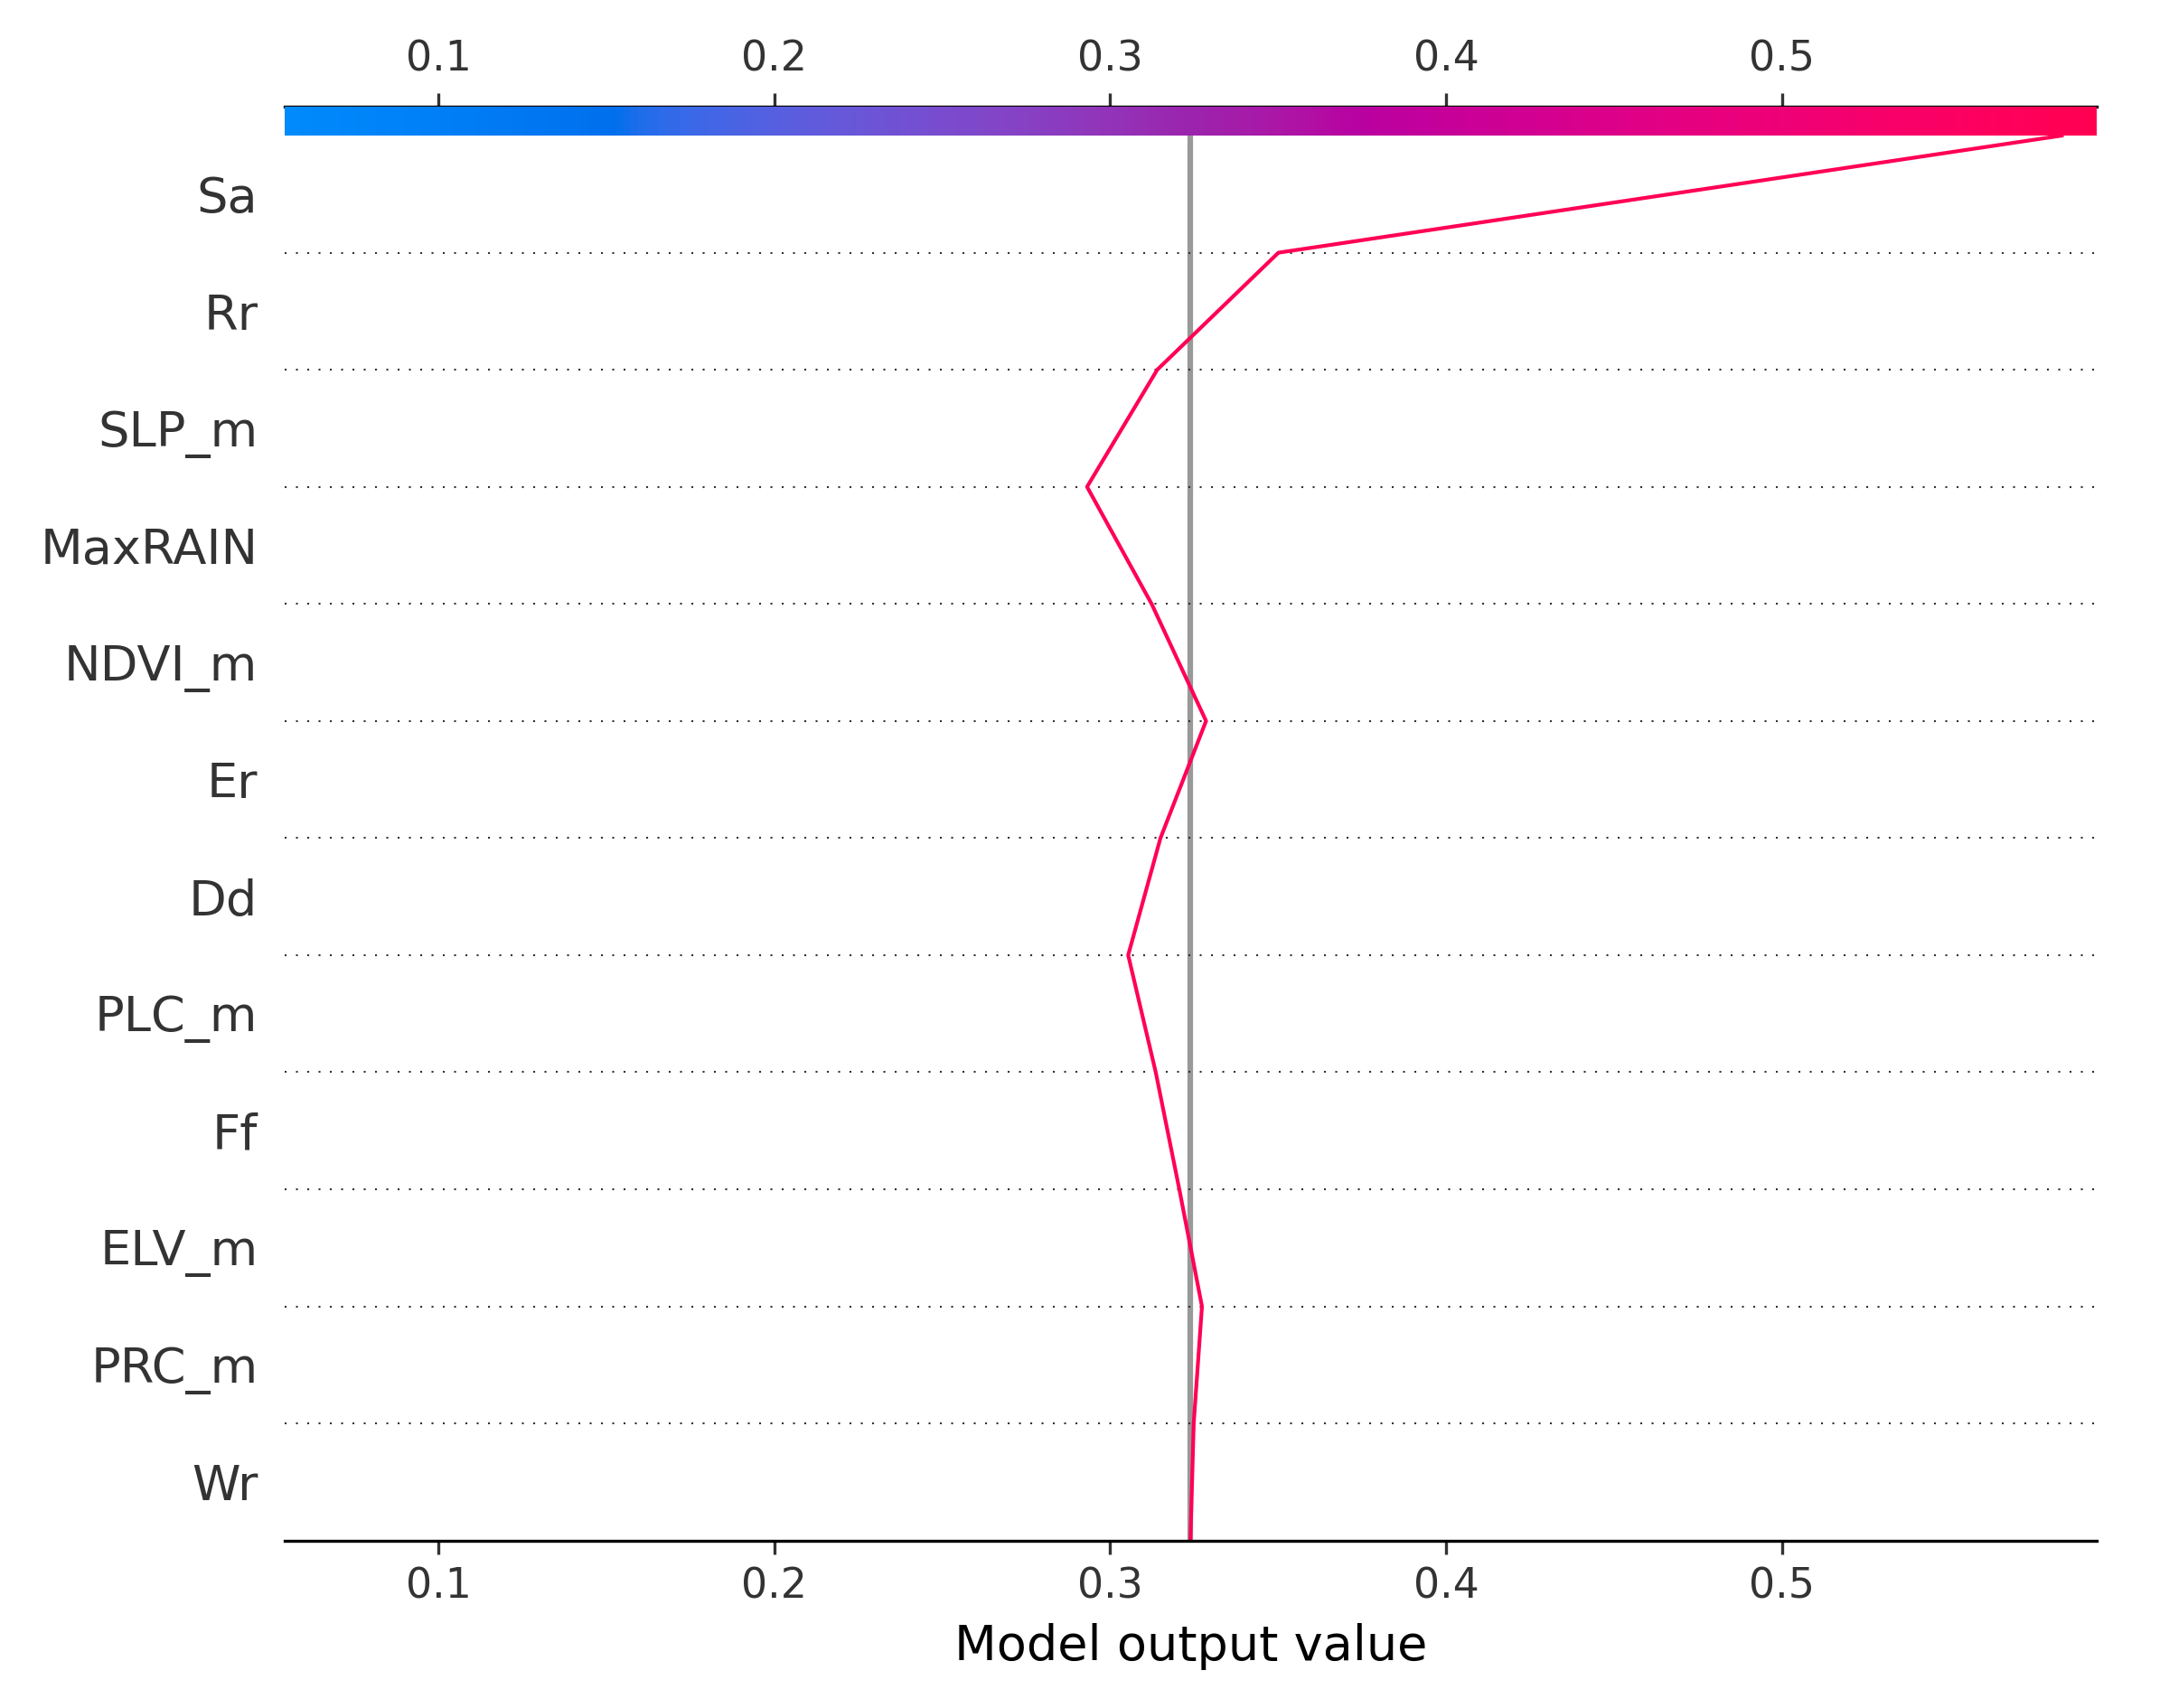 0.1 0.2 0.3 0.4 0.5
Sa
Rr
SLP_m
MaxRAIN
NDVI_m
Er
Dd
PLC_m
Ff
ELV_m
PRC_m
Wr
0.1 0.2 0.3 0.4 0.5
Model output value